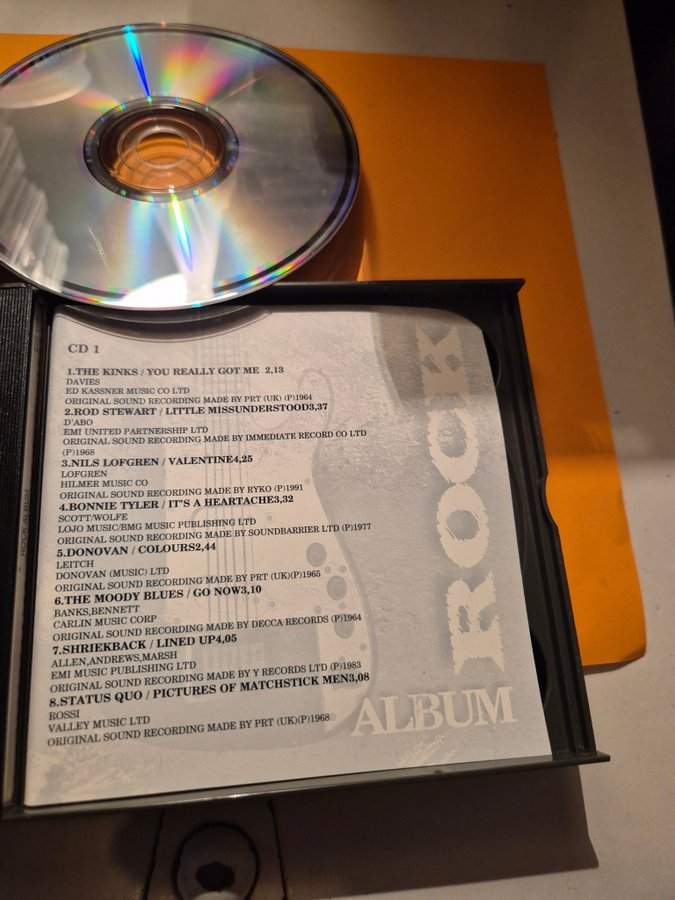 CD 1
1.THE KINKS / YOU REALLY GOT ME 2,13
DAVIES
ED KASSNER MUSIC CO LTD
ORIGINAL SOUND RECORDING MADE BY PRT (UK) (P)1964
2.ROD STEWART / LITTLE MISSUNDERSTOOD3,37
D'ABO
EMI UNITED PARTNERSHIP LTD
ORIGINAL SOUND RECORDING MADE BY IMMEDIATE RECORD CO LTD
(P)1968
3.NILS LOFGREN / VALENTINE4,25
LOFGREN
HILMER MUSIC CO
ORIGINAL SOUND RECORDING MADE BY RYKO (P)1991
4.BONNIE TYLER / IT'S A HEARTACHE3,32
SCOTT/WOLFE
LOJO MUSIC/BMG MUSIC PUBLISHING LTD
ORIGINAL SOUND RECORDING MADE BY SOUNDBARRIER LTD (P)1977
5.DONOVAN / COLOURS2,44
LEITCH
DONOVAN (MUSIC) LTD
ORIGINAL SOUND RECORDING MADE BY PRT (UK)(P)1965
6.THE MOODY BLUES / GO NOW3,10
BANKS,BENNETT
CARLIN MUSIC CORP
ORIGINAL SOUND RECORDING MADE BY DECCA RECORDS (P)1964
7.SHRIEKBACK / LINED UP4,05
ALLEN,ANDREWS,MARSH
EMI MUSIC PUBLISHING LTD
ORIGINAL SOUND RECORDING MADE BY Y RECORDS LTD (P)1983
8.STATUS QUO / PICTURES OF MATCHSTICK MEN3,08
ROSSI
VALLEY MUSIC LTD
ORIGINAL SOUND RECORDING MADE BY PRT (UK)(P)1968
ROCK
ALBUM
ROCK ALBUM